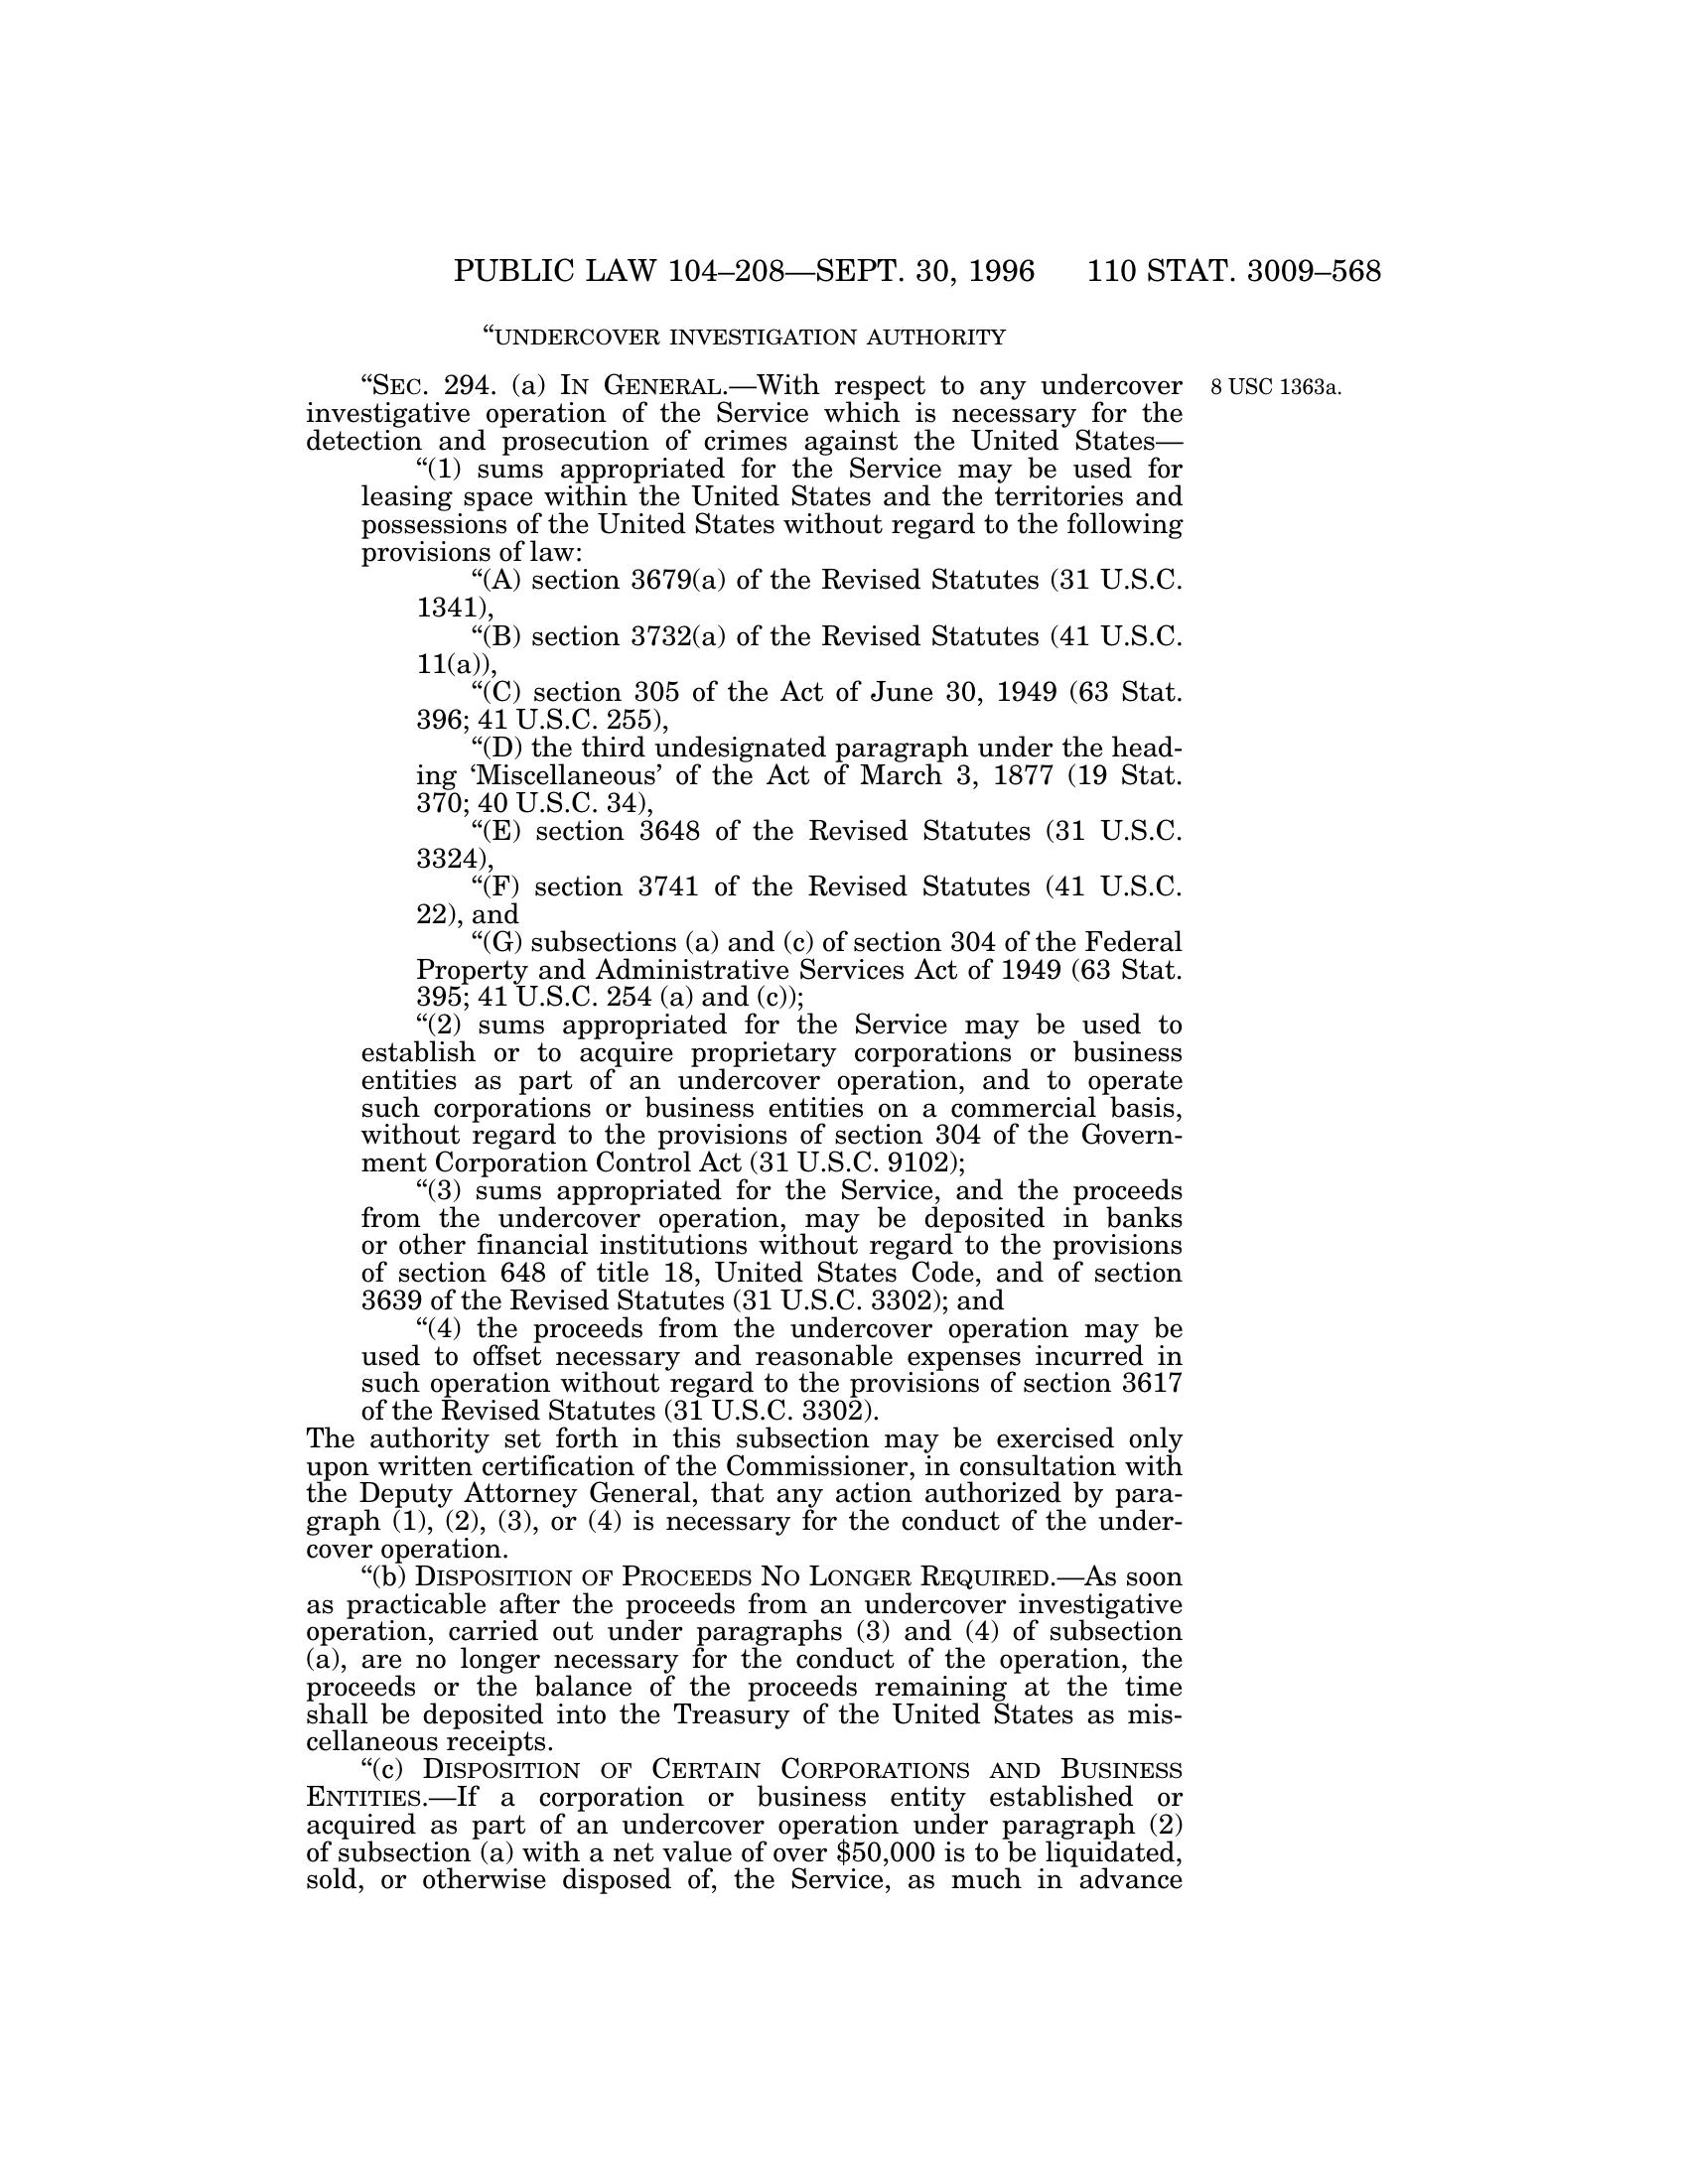 PUBLIC LAW 104–208—SEPT. 30, 1996 110 STAT. 3009–568
“UNDERCOVER INVESTIGATION AUTHORITY
“SEC. 294. (a) IN GENERAL.—With respect to any undercover 8 USC 1363a.
investigative operation of the Service which is necessary for the
detection and prosecution of crimes against the United States—
“(1) sums appropriated for the Service may be used for
leasing space within the United States and the territories and
possessions of the United States without regard to the following
provisions of law:
“(A) section 3679(a) of the Revised Statutes (31 U.S.C.
1341),
“(B) section 3732(a) of the Revised Statutes (41 U.S.C.
11(a)),
“(C) section 305 of the Act of June 30, 1949 (63 Stat.
396; 41 U.S.C. 255),
“(D) the third undesignated paragraph under the head-
ing ‘Miscellaneous’ of the Act of March 3, 1877 (19 Stat.
370; 40 U.S.C. 34),
“(E) section 3648 of the Revised Statutes (31 U.S.C.
3324),
“(F) section 3741 of the Revised Statutes (41 U.S.C.
22), and
“(G) subsections (a) and (c) of section 304 of the Federal
Property and Administrative Services Act of 1949 (63 Stat.
395; 41 U.S.C. 254 (a) and (c));
“(2) sums appropriated for the Service may be used to
establish or to acquire proprietary corporations or business
entities as part of an undercover operation, and to operate
such corporations or business entities on a commercial basis,
without regard to the provisions of section 304 of the Govern-
ment Corporation Control Act (31 U.S.C. 9102);
“(3) sums appropriated for the Service, and the proceeds
from the undercover operation, may be deposited in banks
or other financial institutions without regard to the provisions
of section 648 of title 18, United States Code, and of section
3639 of the Revised Statutes (31 U.S.C. 3302); and
“(4) the proceeds from the undercover operation may be
used to offset necessary and reasonable expenses incurred in
such operation without regard to the provisions of section 3617
of the Revised Statutes (31 U.S.C. 3302).
The authority set forth in this subsection may be exercised only
upon written certification of the Commissioner, in consultation with
the Deputy Attorney General, that any action authorized by para-
graph (1), (2), (3), or (4) is necessary for the conduct of the under-
cover operation.
“(b) DISPOSITION OF PROCEEDS NO LONGER REQUIRED.—As soon
as practicable after the proceeds from an undercover investigative
operation, carried out under paragraphs (3) and (4) of subsection
(a), are no longer necessary for the conduct of the operation, the
proceeds or the balance of the proceeds remaining at the time
shall be deposited into the Treasury of the United States as mis-
cellaneous receipts.
“(c) DISPOSITION OF CERTAIN CORPORATIONS AND BUSINESS
ENTITIES.—If a corporation or business entity established or
acquired as part of an undercover operation under paragraph (2)
of subsection (a) with a net value of over $50,000 is to be liquidated,
sold, or otherwise disposed of, the Service, as much in advance